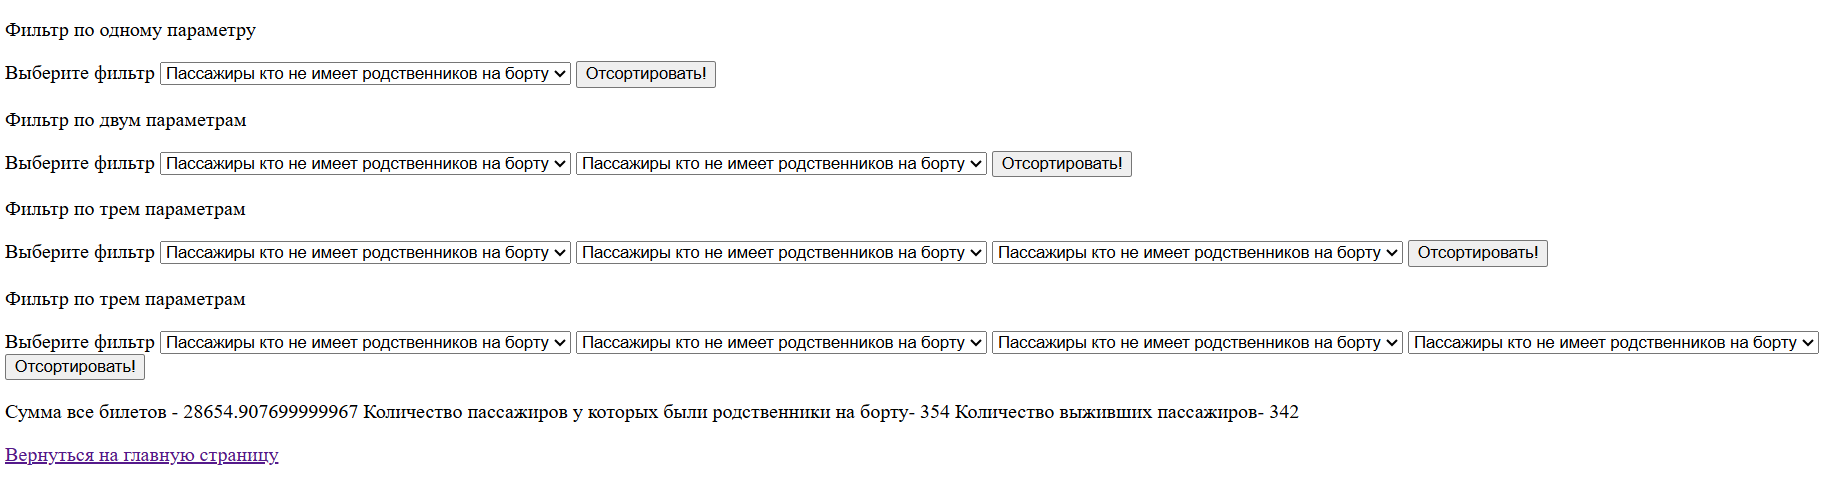 Фильтр по одному параметру
Выберите фильтр Пассажиры кто не имеет родственников на борту Отсортировать!
Фильтр по двум параметрам
Выберите фильтр Пассажиры кто не имеет родственников на борту Пассажиры кто не имеет родственников на борту Отсортировать!
Фильтр по трем параметрам
Выберите фильтр Пассажиры кто не имеет родственников на борту Пассажиры кто не имеет родственников на борту Пассажиры кто не имеет родственников на борту Отсортировать!
Фильтр по трем параметрам
Выберите фильтр Пассажиры кто не имеет родственников на борту Пассажиры кто не имеет родственников на борту Пассажиры кто не имеет родственников на борту Пассажиры кто не имеет родственников на борту
Отсортировать!
Сумма все билетов - 28654.907699999967 Количество пассажиров у которых были родственники на борту- 354 Количество выживших пассажиров- 342
Вернуться на главную страницу